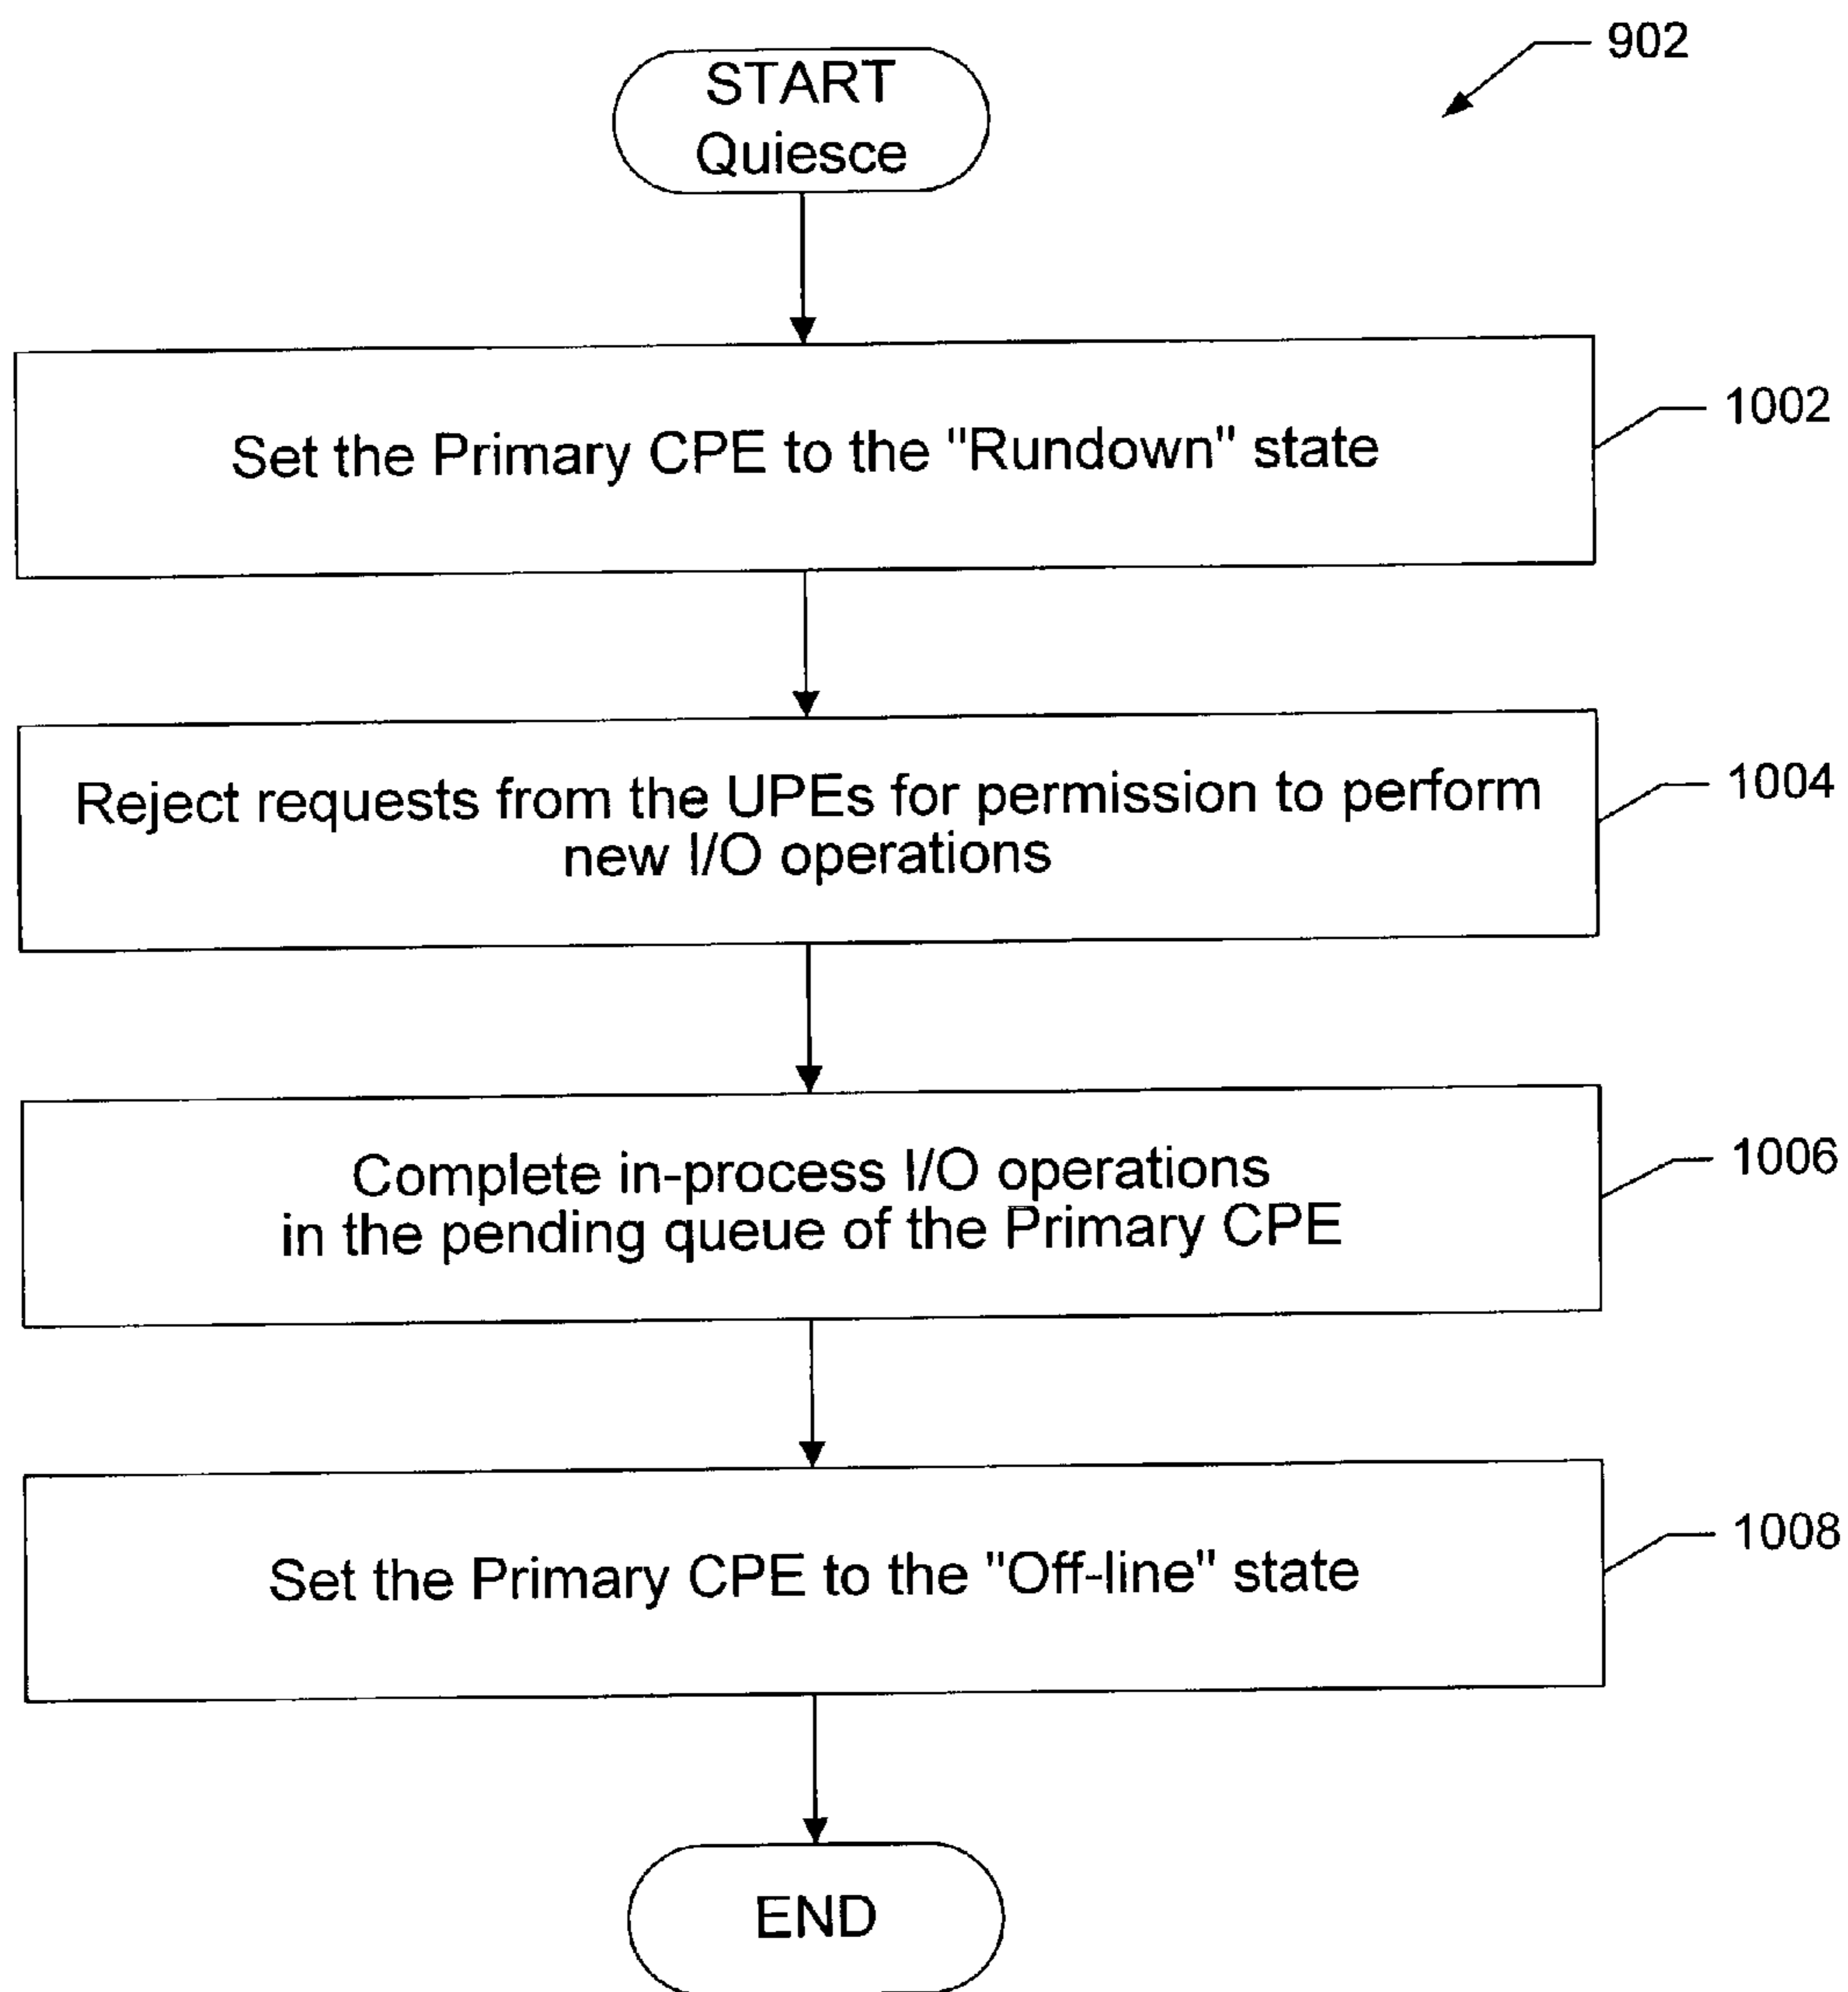 902
START
Quiesce
Set the Primary CPE to the "Rundown" state
1002
Reject requests from the UPEs for permission to perform
new I/O operations
1004
Complete in-process I/O operations
in the pending queue of the Primary CPE
1006
Set the Primary CPE to the "Off-line" state
1008
END